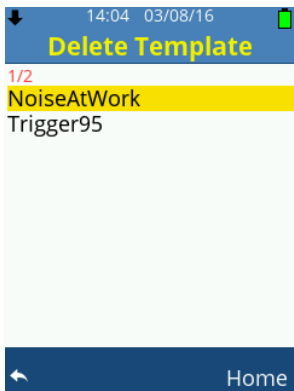 14:04 03/08/16
Delete Template
1/2
NoiseAtWork
Trigger95
Home